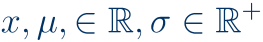 x, μ, ∈ ℝ, σ ∈ ℝ⁺